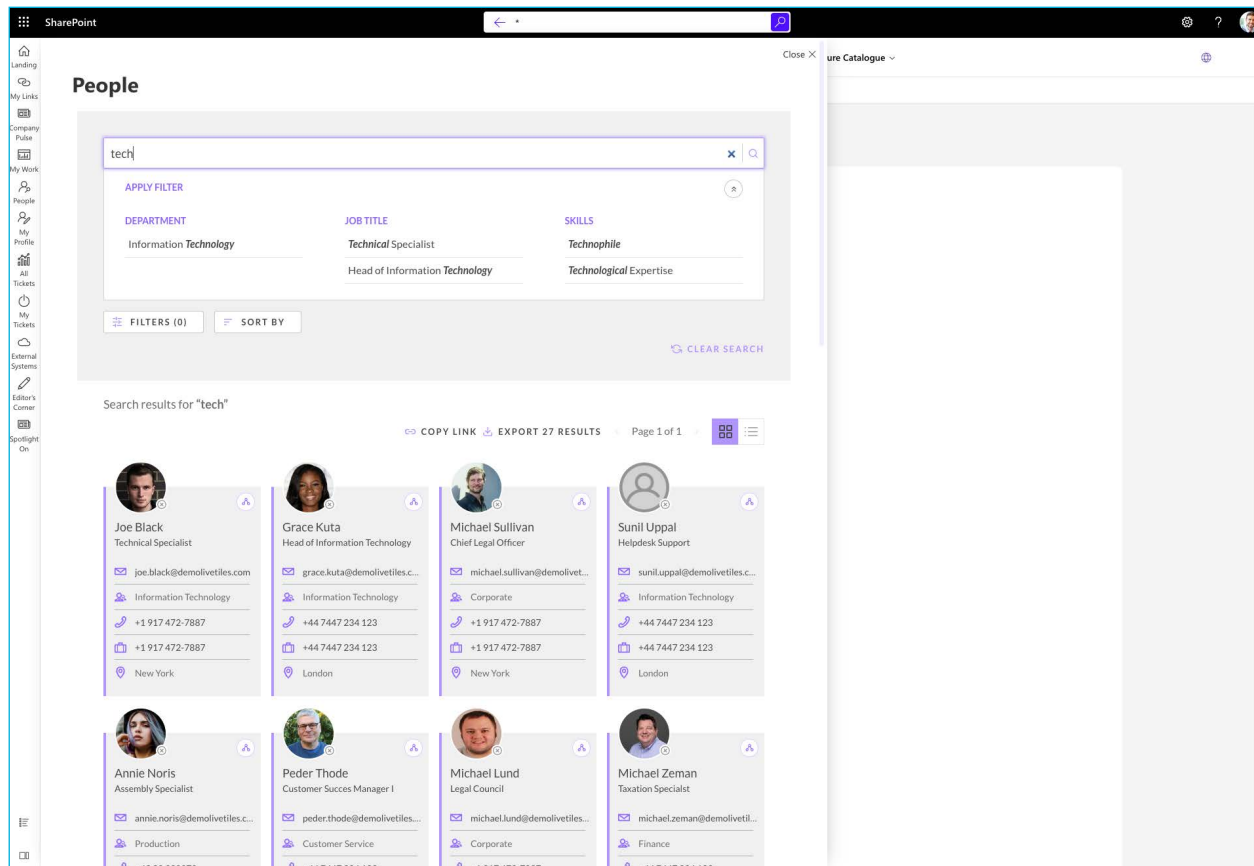 SharePoint
*
Landing
My Links
Company
Pulse
My Work
People
My
Profile
All
Tickets
My
Tickets
External
Systems
Editor's
Corner
Spotlight
On
Close
ure Catalogue
People
tech
APPLY FILTER
DEPARTMENT JOB TITLE SKILLS
Information Technology Technical Specialist Technophile
Head of Information Technology Technological Expertise
FILTERS (0) SORT BY
CLEAR SEARCH
Search results for "tech"
COPY LINK EXPORT 27 RESULTS Page 1 of 1
Joe Black Grace Kuta Michael Sullivan Sunil Uppal
Technical Specialist Head of Information Technology Chief Legal Officer Helpdesk Support
joe.black@demolivetiles.com grace.kuta@demolivetiles.c... michael.sullivan@demolivet... sunil.uppal@demolivetiles.c...
Information Technology Information Technology Corporate Information Technology
+1 917 472-7887 +44 7447 234 123 +1 917 472-7887 +44 7447 234 123
+1 917 472-7887 +44 7447 234 123 +1 917 472-7887 +44 7447 234 123
New York London New York London
Annie Noris Peder Thode Michael Lund Michael Zeman
Assembly Specialist Customer Succes Manager I Legal Council Taxation Specialst
annie.noris@demolivetiles.c... peder.thode@demolivetiles.... michael.lund@demolivetiles... michael.zeman@demolivetil...
Production Customer Service Corporate Finance